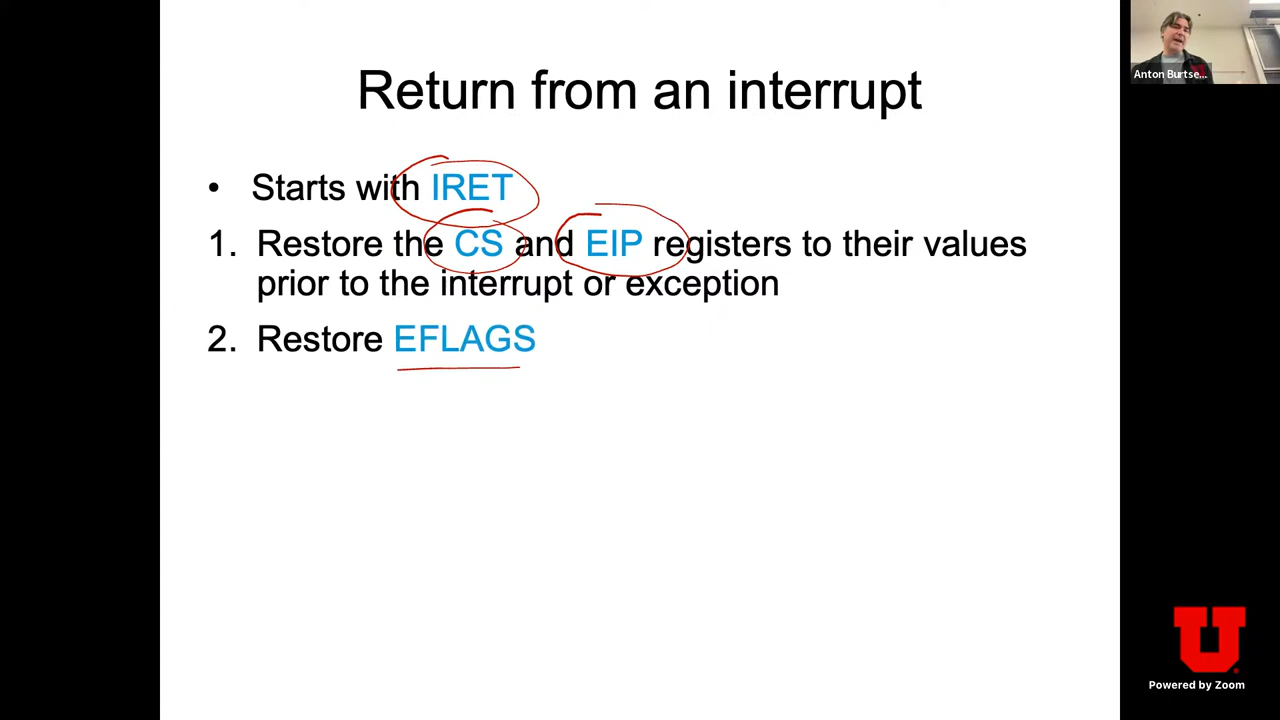 Return from an interrupt
• Starts with IRET
1. Restore the CS and EIP registers to their values
prior to the interrupt or exception
2. Restore EFLAGS
Anton Burtse...
U
Powered by Zoom